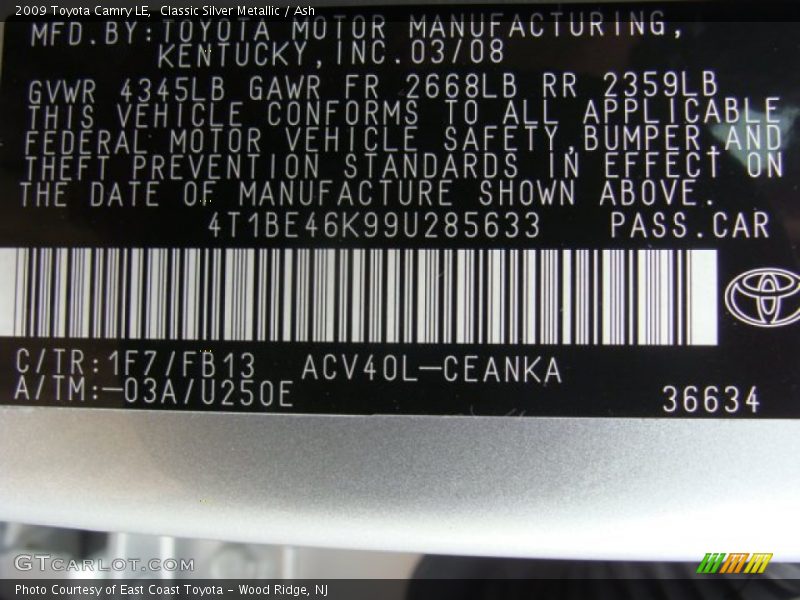 2009 Toyota Camry LE,  Classic Silver Metallic / Ash
MFD.BY:TOYOTA MOTOR MANUFACTURING,
KENTUCKY,INC.03/08
GVWR 4345LB GAWR FR 2668LB RR 2359LB
THIS VEHICLE CONFORMS TO ALL APPLICABLE
FEDERAL MOTOR VEHICLE SAFETY,BUMPER,AND
THEFT PREVENTION STANDARDS IN EFFECT ON
THE DATE OF MANUFACTURE SHOWN ABOVE.
4T1BE46K99U285633 PASS.CAR
C/TR:1F7/FB13 ACV40L-CEANKA
A/TM:-03A/U250E
36634
GTCARLOT.COM
Photo Courtesy of East Coast Toyota - Wood Ridge, NJ